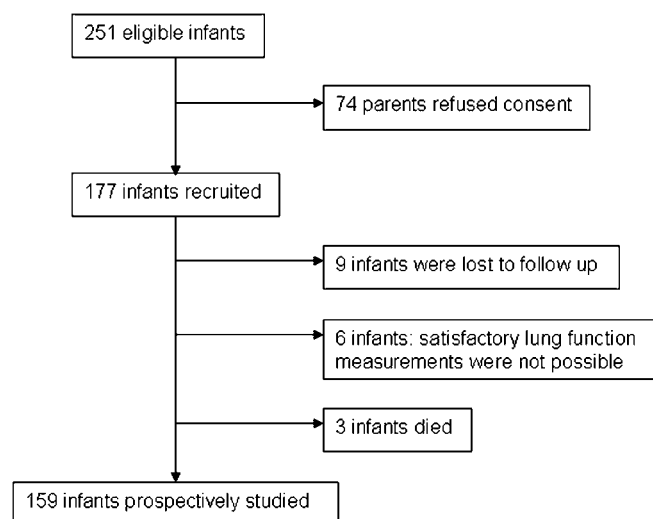 251 eligible infants
74 parents refused consent
177 infants recruited
9 infants were lost to follow up
6 infants: satisfactory lung function
measurements were not possible
3 infants died
159 infants prospectively studied